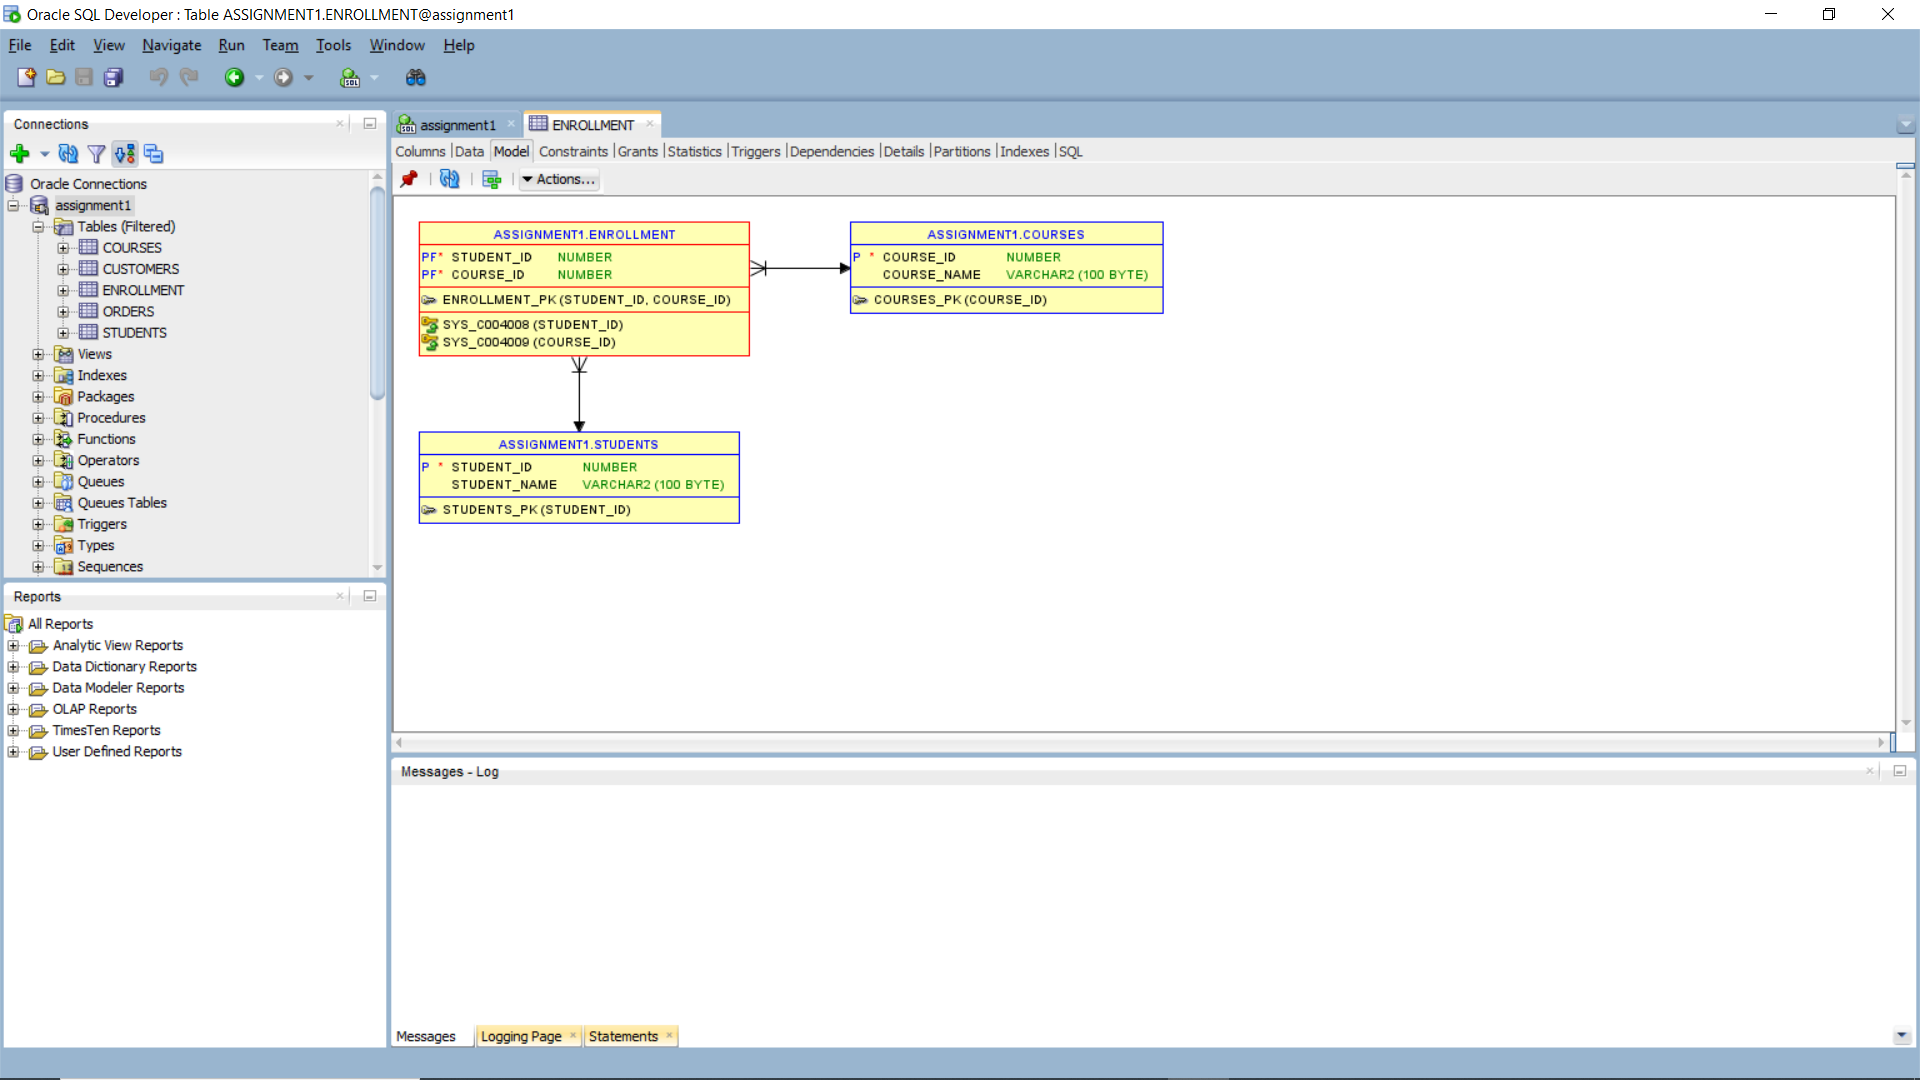 Oracle SQL Developer : Table ASSIGNMENT1.ENROLLMENT@assignment1
File Edit View Navigate Run Team Tools Window Help
Connections
Oracle Connections
assignment1
Tables (Filtered)
COURSES
CUSTOMERS
ENROLLMENT
ORDERS
STUDENTS
Views
Indexes
Packages
Procedures
Functions
Operators
Queues
Queues Tables
Triggers
Types
Sequences
Reports
All Reports
Analytic View Reports
Data Dictionary Reports
Data Modeler Reports
OLAP Reports
TimesTen Reports
User Defined Reports
assignment1 ENROLLMENT
Columns Data Model Constraints Grants Statistics Triggers Dependencies Details Partitions Indexes SQL
Actions...
ASSIGNMENT1.ENROLLMENT
PF* STUDENT_ID NUMBER
PF* COURSE_ID NUMBER
ENROLLMENT_PK (STUDENT_ID, COURSE_ID)
SYS_C004008 (STUDENT_ID)
SYS_C004009 (COURSE_ID)
ASSIGNMENT1.COURSES
P * COURSE_ID NUMBER
COURSE_NAME VARCHAR2 (100 BYTE)
COURSES_PK (COURSE_ID)
ASSIGNMENT1.STUDENTS
P * STUDENT_ID NUMBER
STUDENT_NAME VARCHAR2 (100 BYTE)
STUDENTS_PK (STUDENT_ID)
Messages - Log
Messages Logging Page Statements